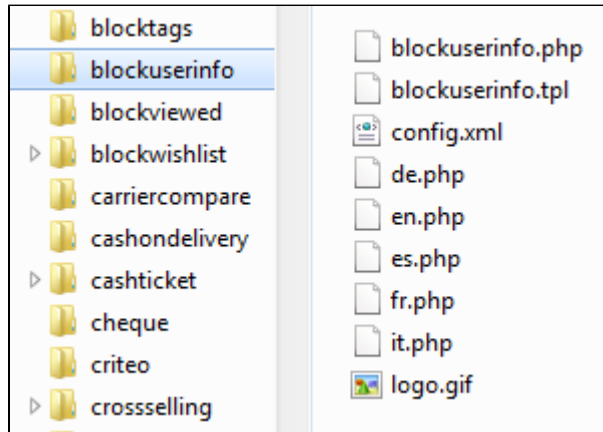 blocktags
blockuserinfo
blockviewed
blockwishlist
carriercompare
cashondelivery
cashticket
cheque
criteo
crossselling
blockuserinfo.php
blockuserinfo.tpl
config.xml
de.php
en.php
es.php
fr.php
it.php
logo.gif